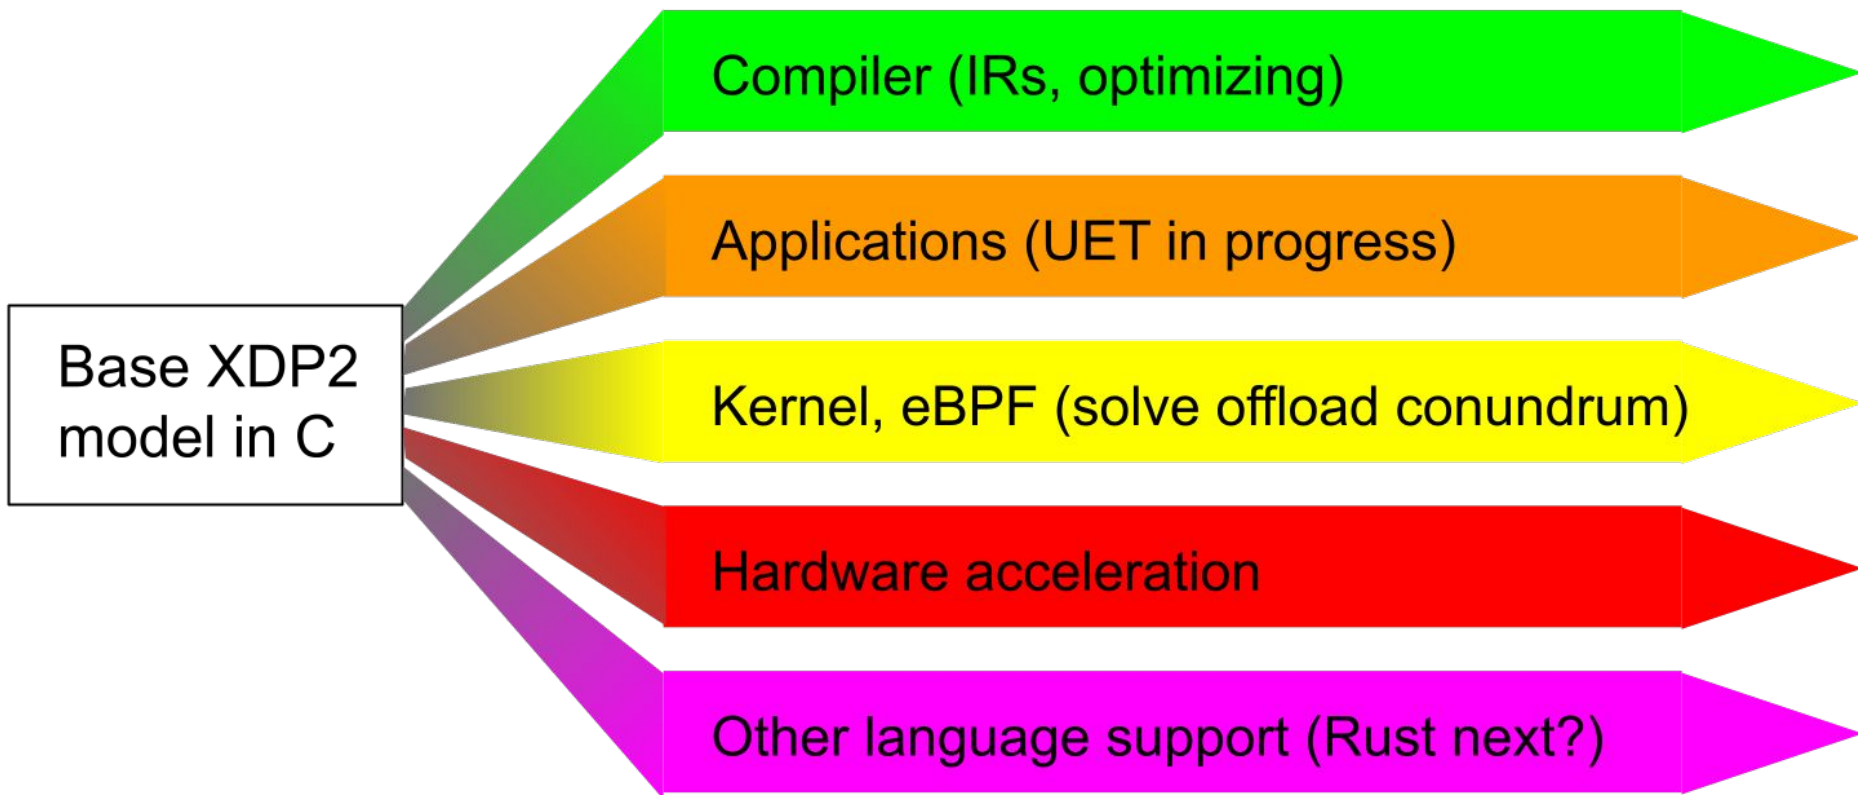 Compiler (IRs, optimizing)
Applications (UET in progress)
Base XDP2
model in C
Kernel, eBPF (solve offload conundrum)
Hardware acceleration
Other language support (Rust next?)